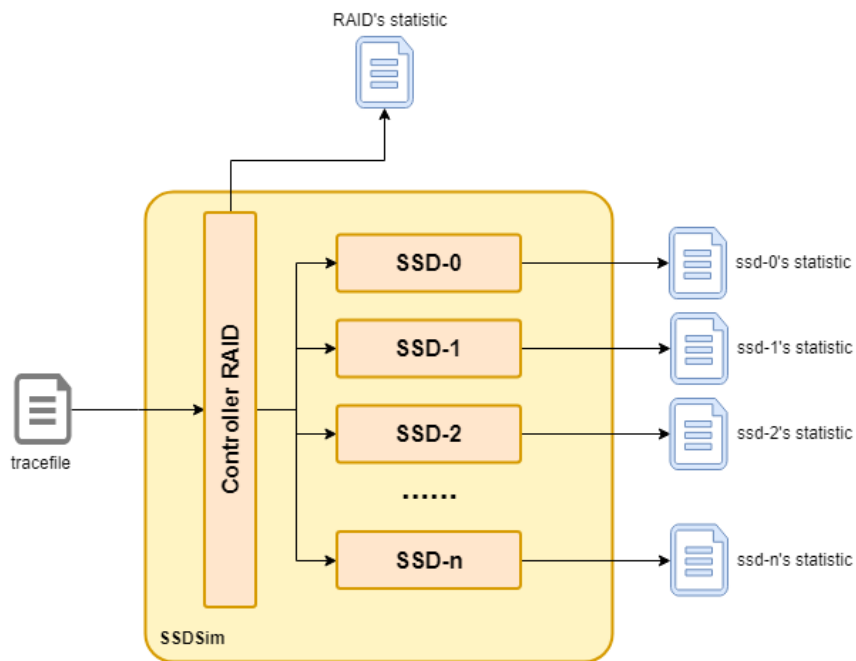 RAID's statistic
Controller RAID
SSD-0
ssd-0's statistic
SSD-1
ssd-1's statistic
tracefile
SSD-2
ssd-2's statistic
......
SSD-n
ssd-n's statistic
SSDSim